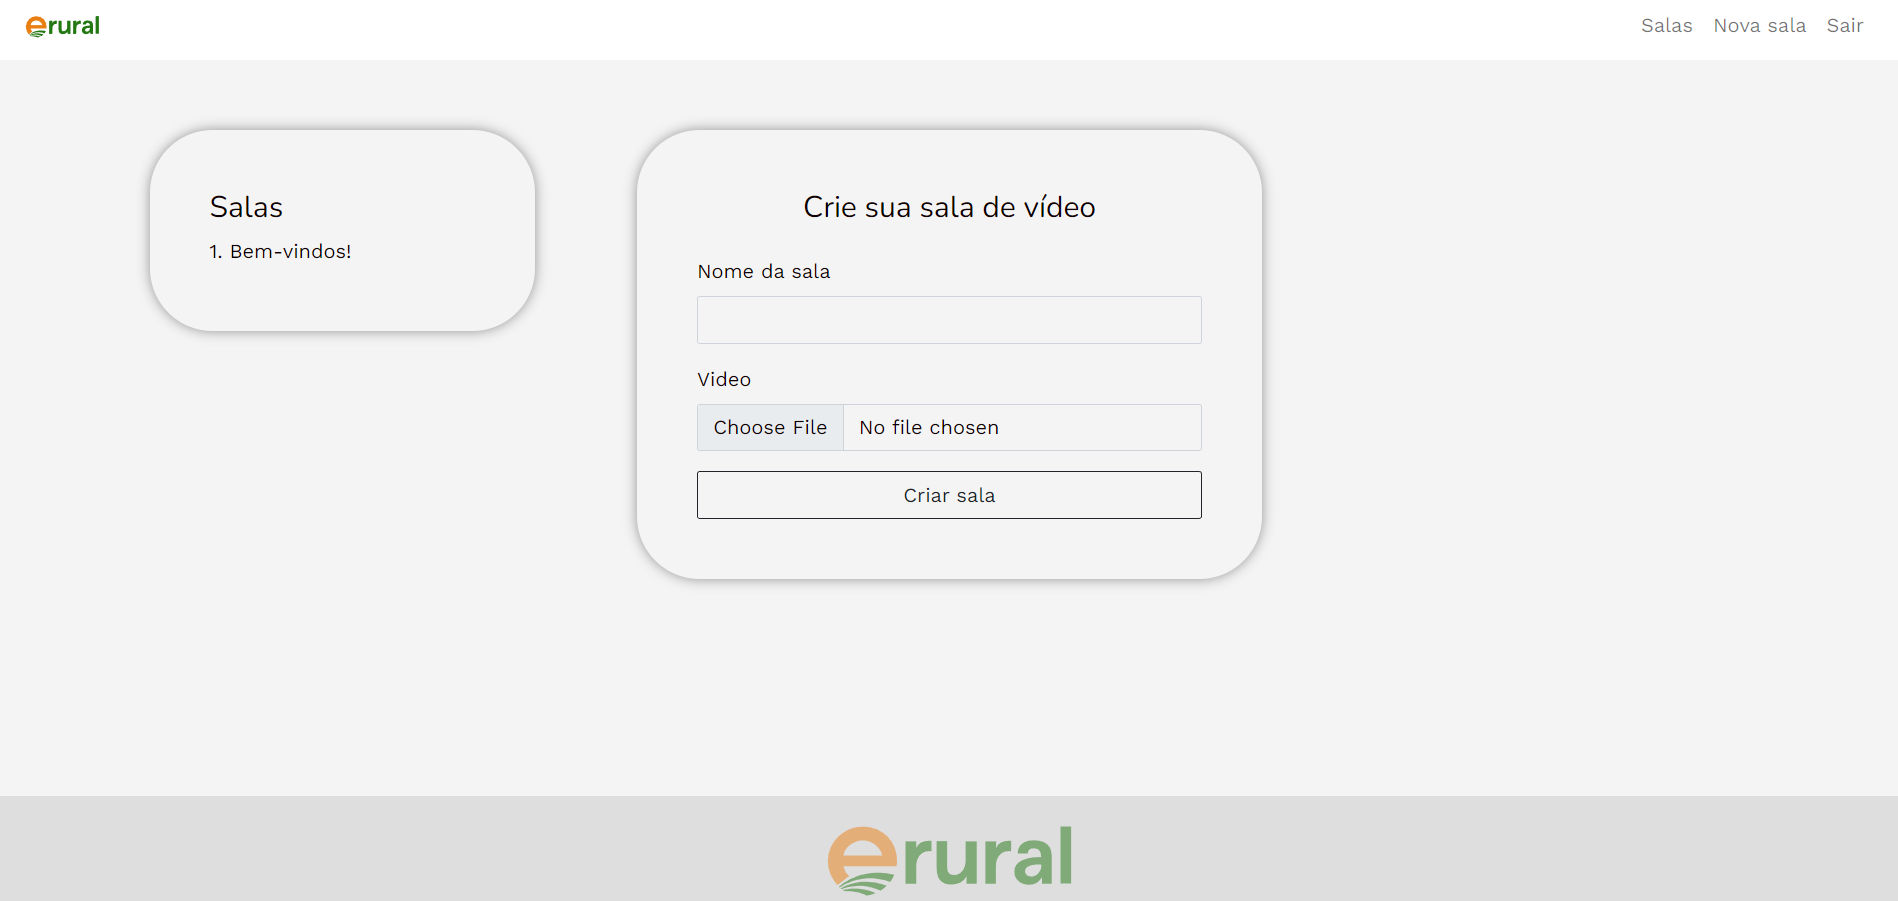 erural
Salas
Nova sala
Sair
Salas
1. Bem-vindos!
Crie sua sala de vídeo
Nome da sala
Video
Choose File
No file chosen
Criar sala
erural